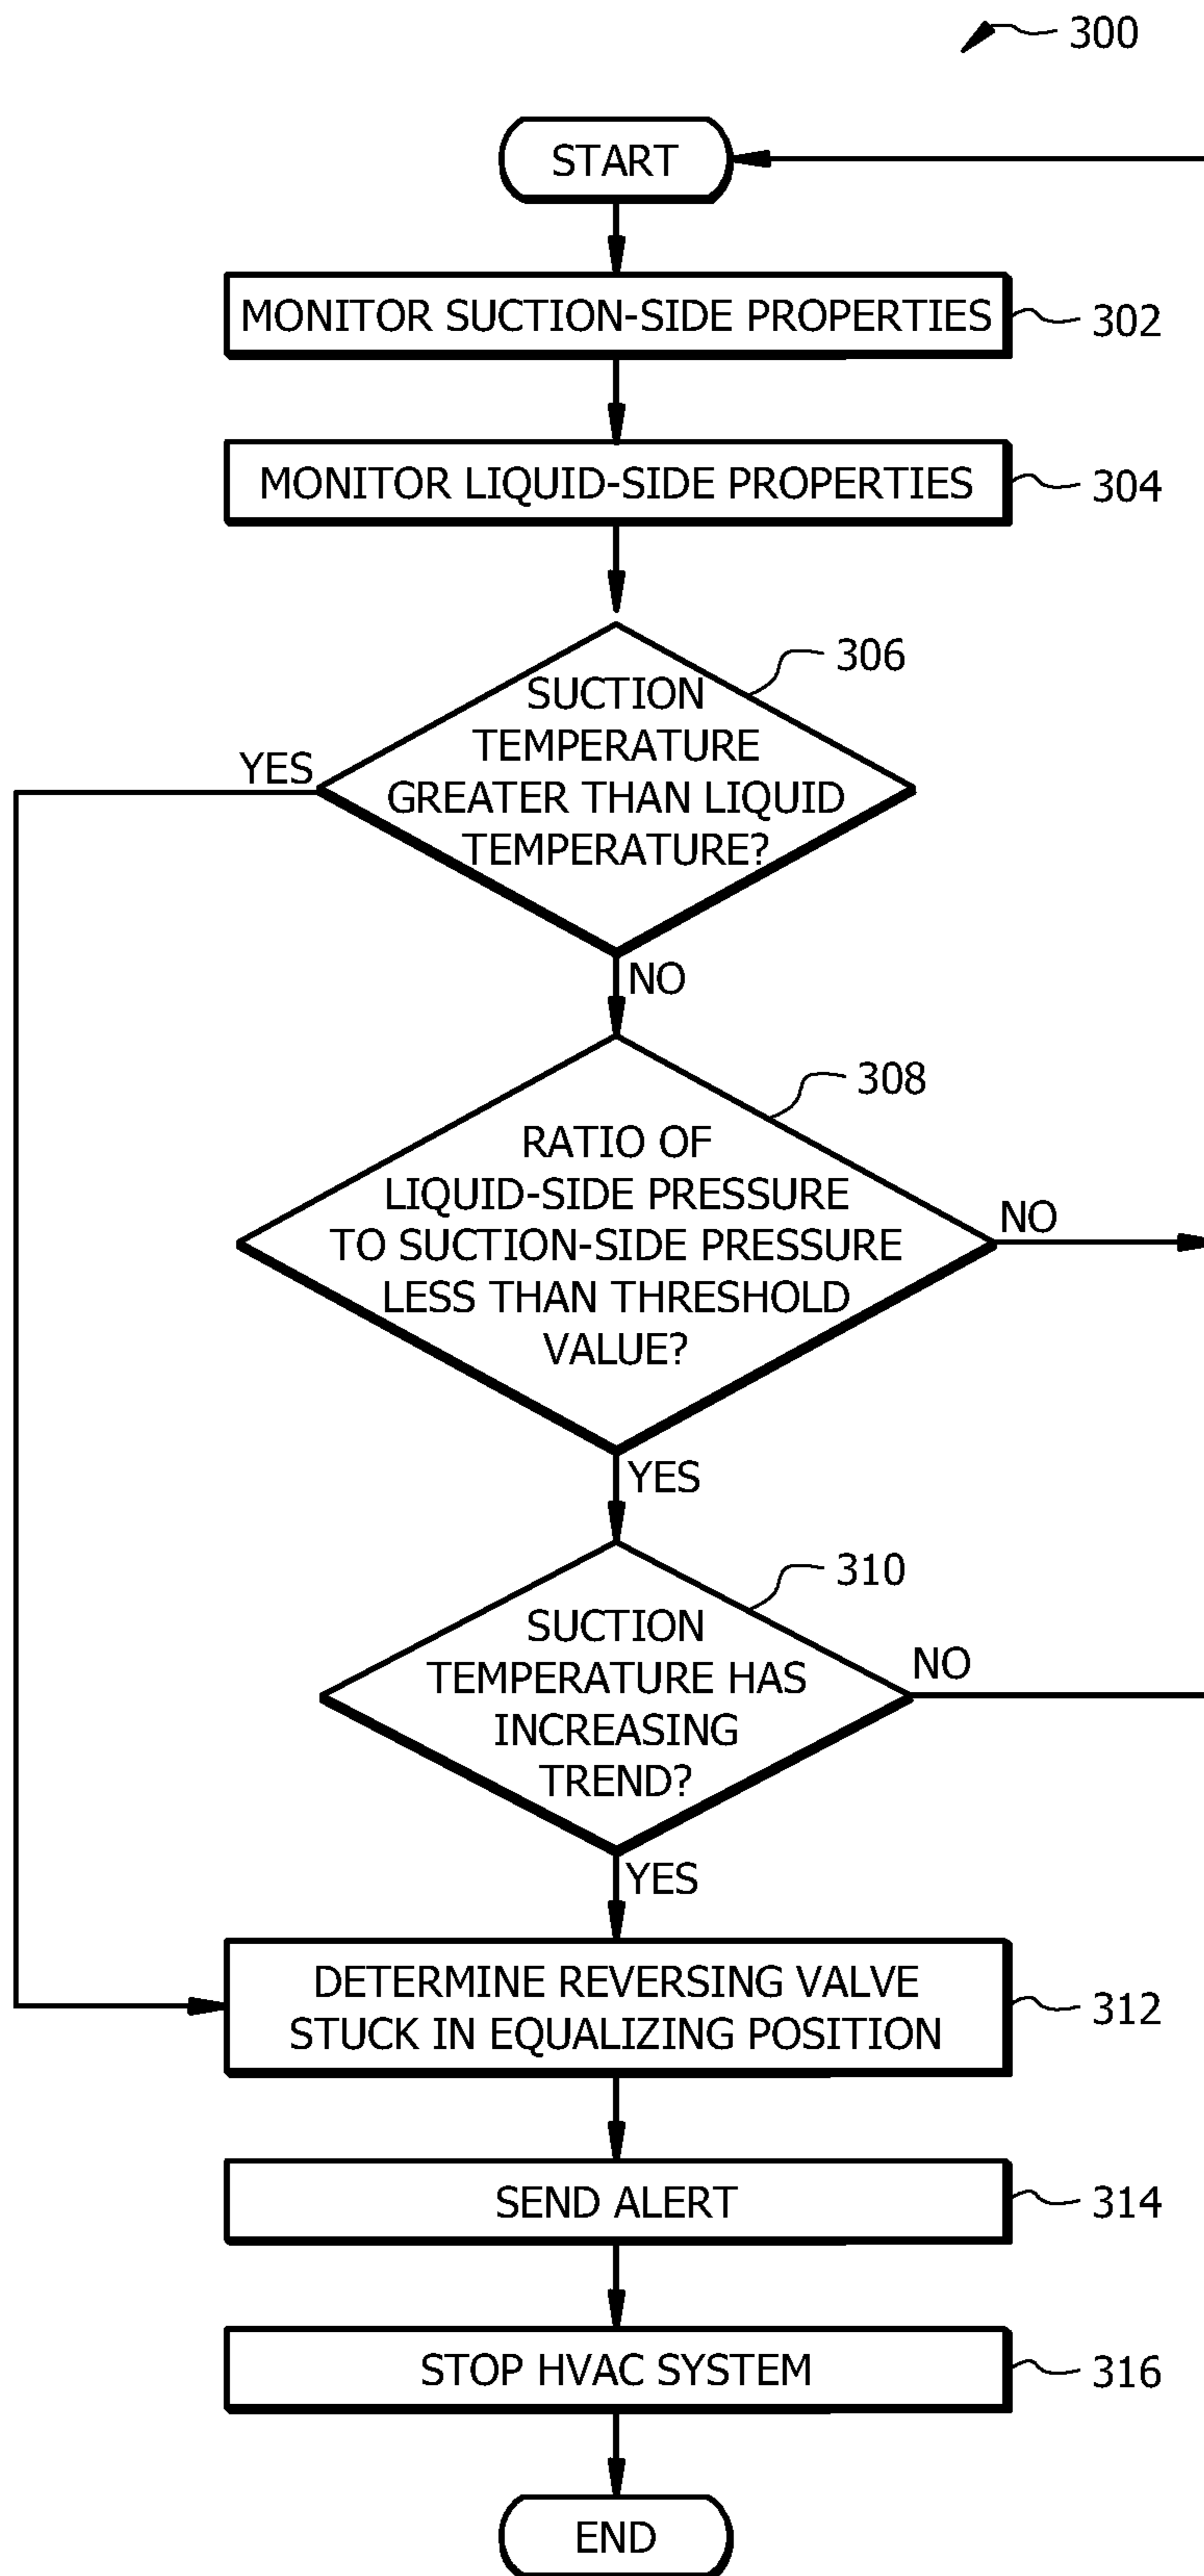 300
START
MONITOR SUCTION-SIDE PROPERTIES
302
MONITOR LIQUID-SIDE PROPERTIES
304
306
SUCTION
TEMPERATURE
GREATER THAN LIQUID
TEMPERATURE?
YES
NO
308
RATIO OF
LIQUID-SIDE PRESSURE
TO SUCTION-SIDE PRESSURE
LESS THAN THRESHOLD
VALUE?
NO
YES
310
SUCTION
TEMPERATURE HAS
INCREASING
TREND?
NO
YES
DETERMINE REVERSING VALVE
STUCK IN EQUALIZING POSITION
312
SEND ALERT
314
STOP HVAC SYSTEM
316
END